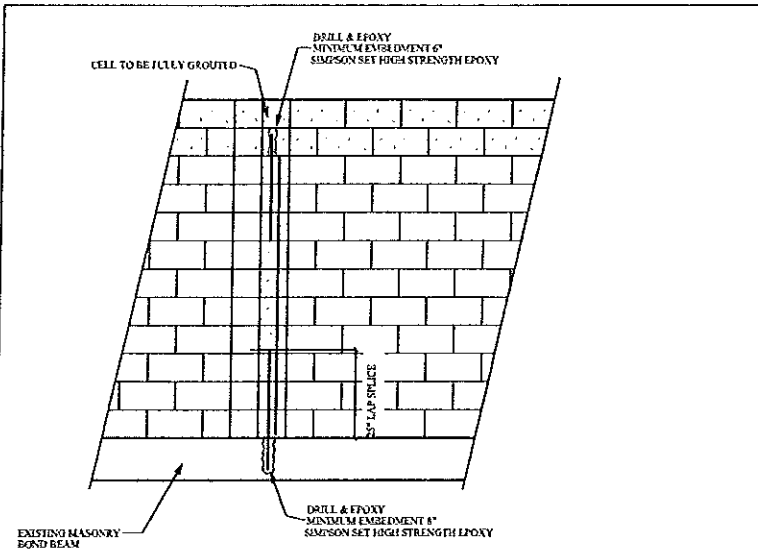 DRILL & EPOXY
MINIMUM EMBEDMENT 6"
SIMPSON SET HIGH STRENGTH EPOXY
CELL TO BE FULLY GROUTED
25" LAP SPLICE
DRILL & EPOXY
MINIMUM EMBEDMENT 8"
SIMPSON SET HIGH STRENGTH EPOXY
EXISTING MASONRY
BOND BEAM